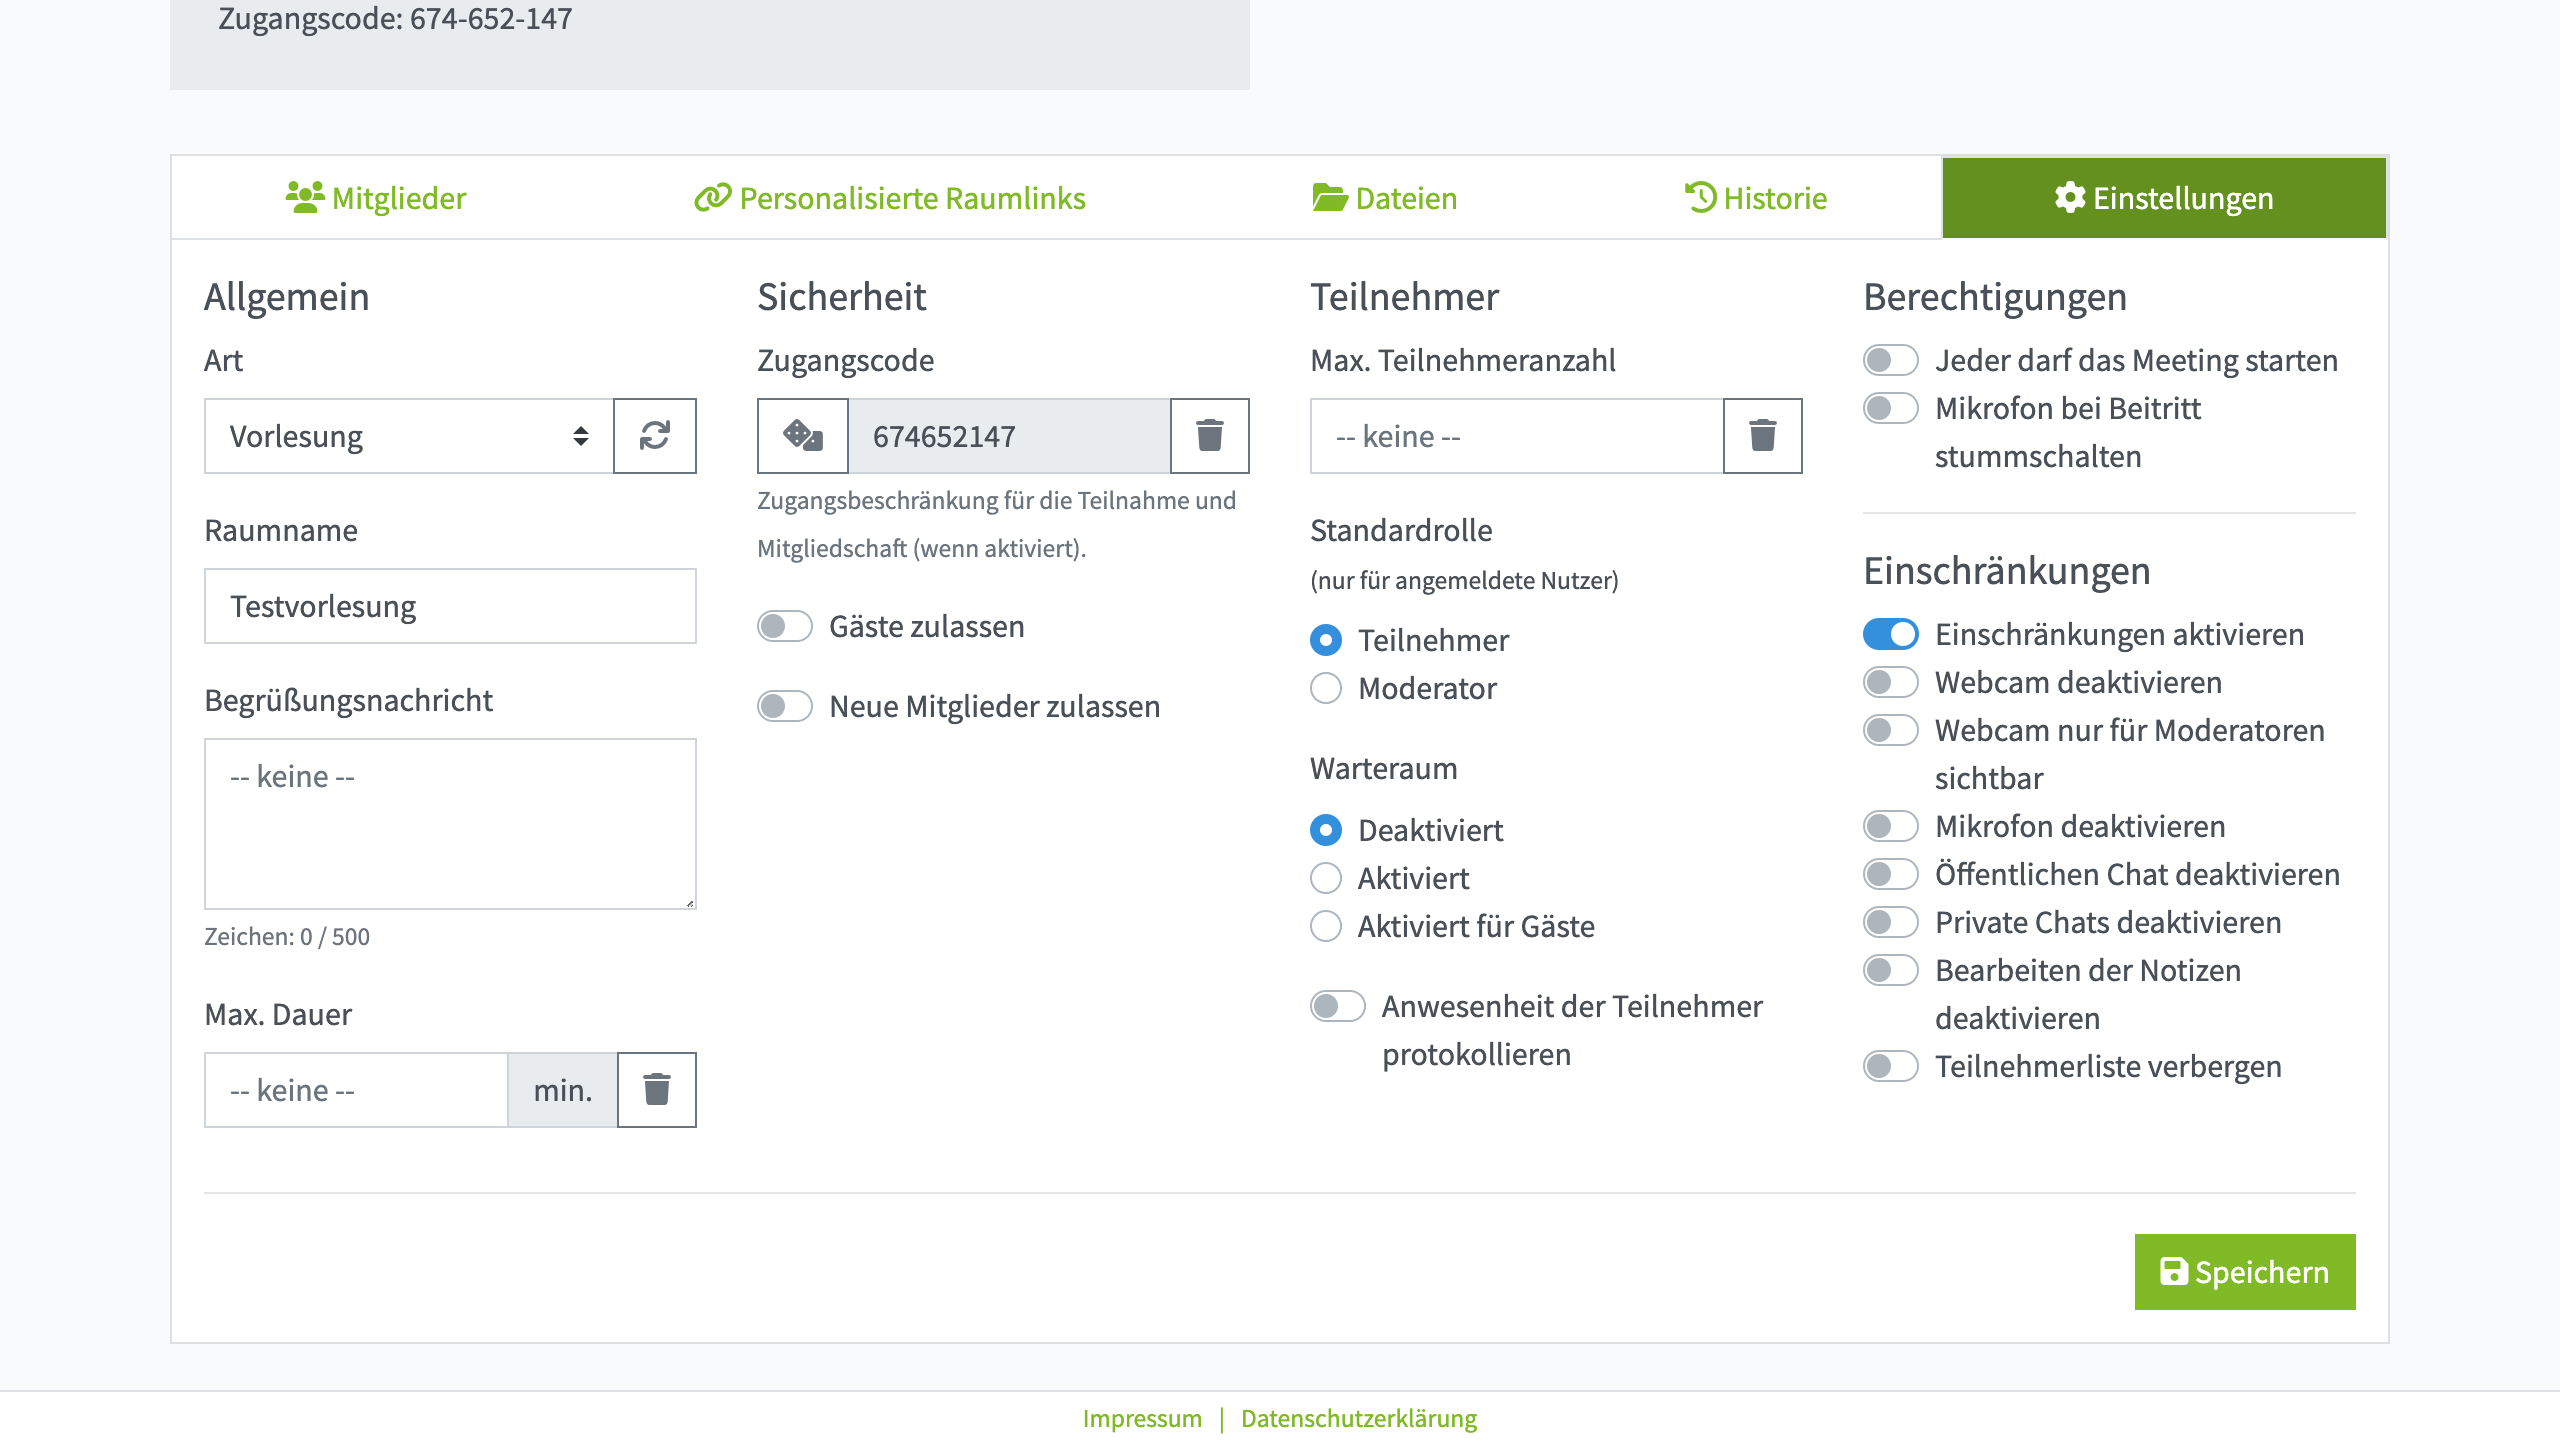 Zugangscode: 674-652-147
Mitglieder
Personalisierte Raumlinks
Dateien
Historie
Einstellungen
Allgemein
Art
Vorlesung
Raumname
Testvorlesung
Begrüßungsnachricht
-- keine --
Zeichen: 0 / 500
Max. Dauer
-- keine --
min.
Sicherheit
Zugangscode
674652147
Zugangsbeschränkung für die Teilnahme und
Mitgliedschaft (wenn aktiviert).
Gäste zulassen
Neue Mitglieder zulassen
Teilnehmer
Max. Teilnehmeranzahl
-- keine --
Standardrolle
(nur für angemeldete Nutzer)
Teilnehmer
Moderator
Warteraum
Deaktiviert
Aktiviert
Aktiviert für Gäste
Anwesenheit der Teilnehmer
protokollieren
Berechtigungen
Jeder darf das Meeting starten
Mikrofon bei Beitritt
stummschalten
Einschränkungen
Einschränkungen aktivieren
Webcam deaktivieren
Webcam nur für Moderatoren
sichtbar
Mikrofon deaktivieren
Öffentlichen Chat deaktivieren
Private Chats deaktivieren
Bearbeiten der Notizen
deaktivieren
Teilnehmerliste verbergen
Speichern
Impressum | Datenschutzerklärung